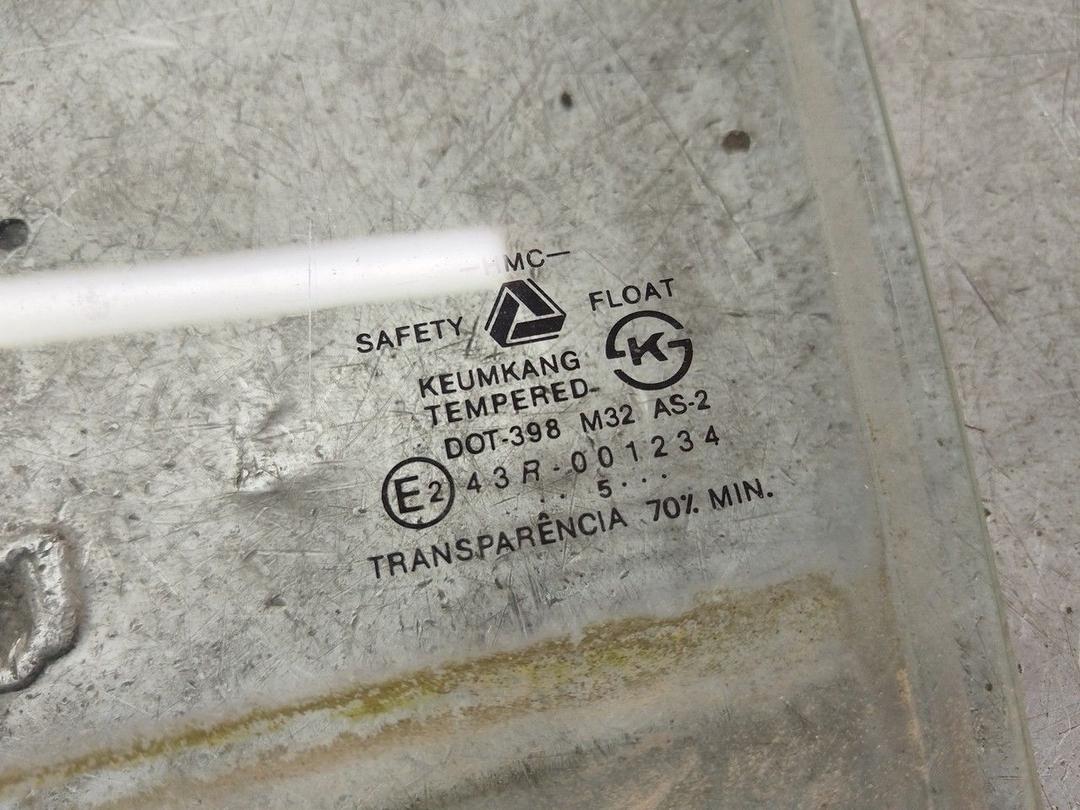 -HMC-
SAFETY FLOAT
KEUMKANG
TEMPERED-
DOT-398 M32 AS-2
E2 43R-001234
.. 5...
TRANSPARÊNCIA 70% MIN.